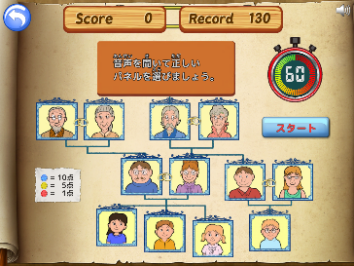 Score 0
Record 130
音声を聞いて正しい
パネルを選びましょう。
60
スタート
= 10点
= 5点
= 1点